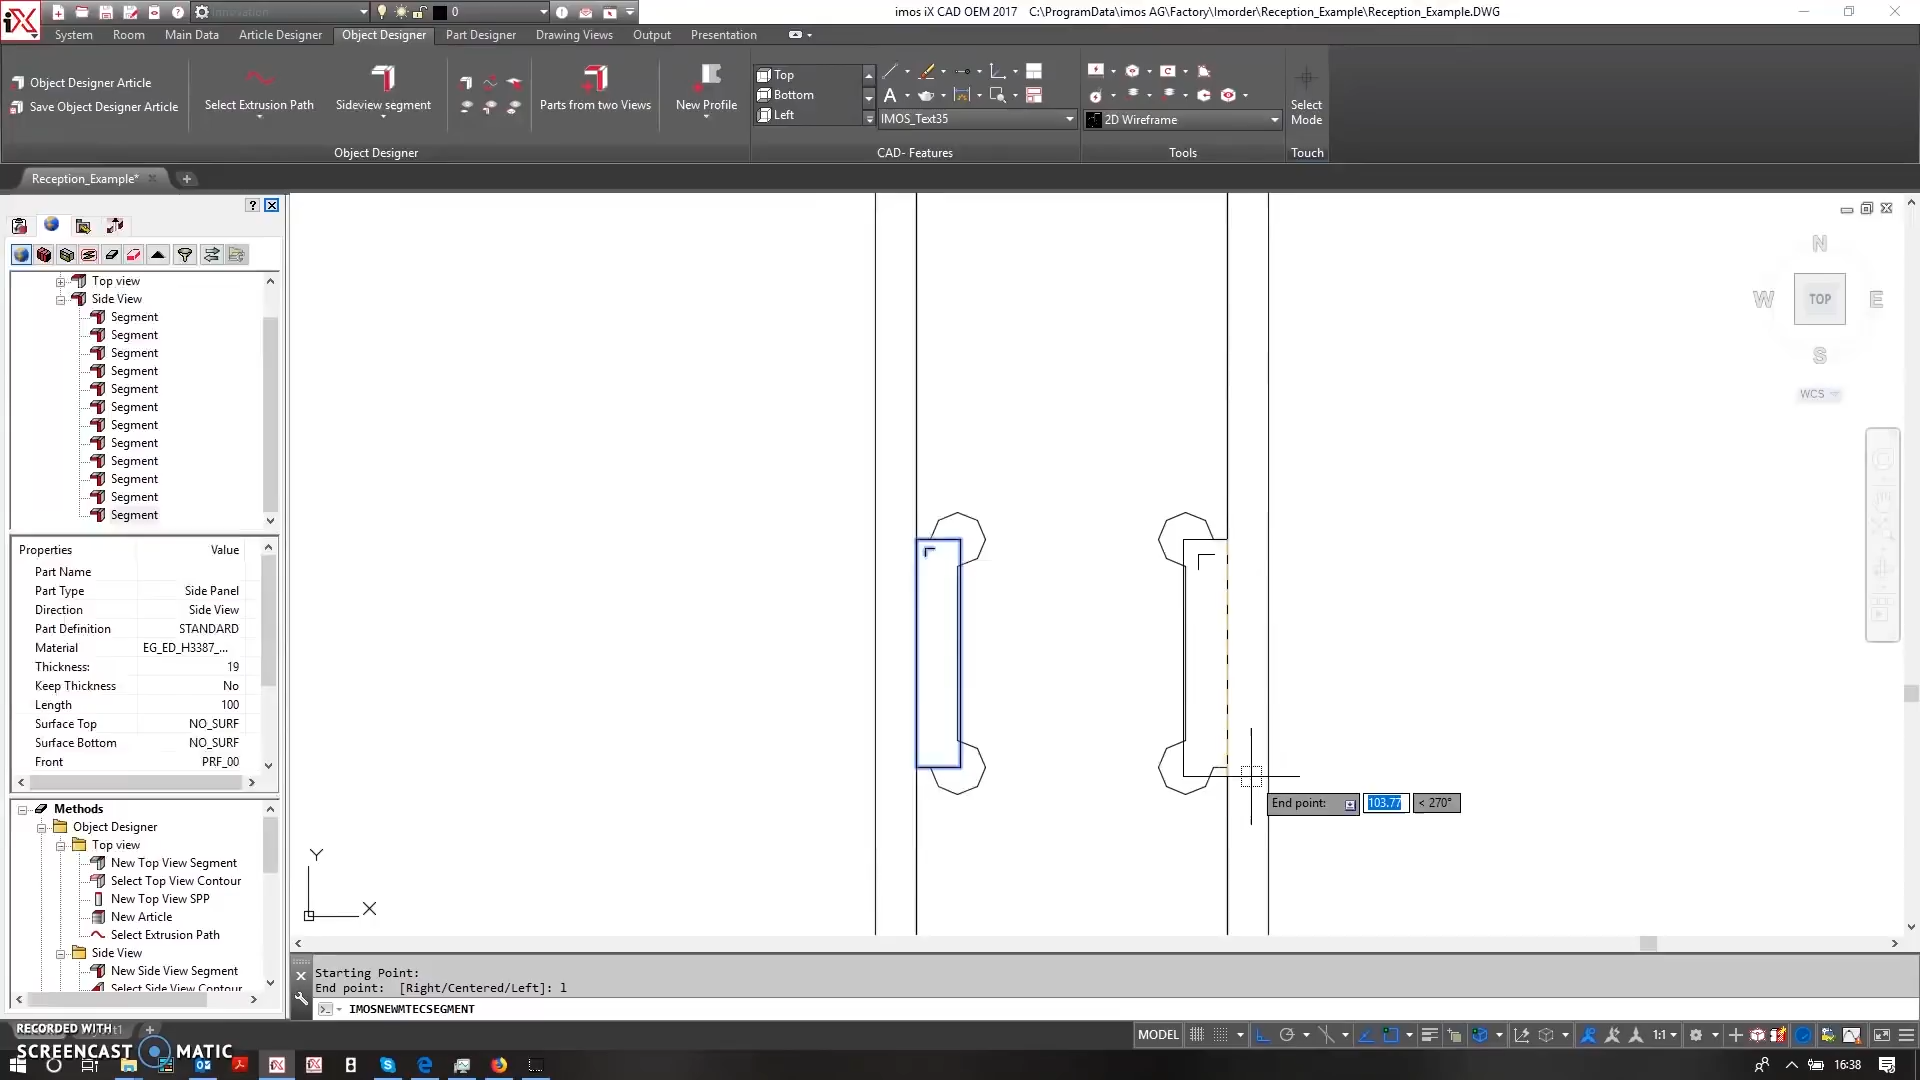 iX
0
imos iX CAD OEM 2017 C:\ProgramData\imos AG\Factory\Imorder\Reception_Example\Reception_Example.DWG
System Room Main Data Article Designer Object Designer Part Designer Drawing Views Output Presentation
Object Designer Article
Save Object Designer Article
Select Extrusion Path
Sideview segment
Parts from two Views
New Profile
Top
Bottom
Left
A
IMOS_Text35
2D Wireframe
Select
Mode
Object Designer
CAD- Features
Tools
Touch
Reception_Example*
Top view
Side View
Segment
Segment
Segment
Segment
Segment
Segment
Segment
Segment
Segment
Segment
Segment
Segment
Properties Value
Part Name
Part Type Side Panel
Direction Side View
Part Definition STANDARD
Material EG_ED_H3387_...
Thickness: 19
Keep Thickness No
Length 100
Surface Top NO_SURF
Surface Bottom NO_SURF
Front PRF_00
Methods
Object Designer
Top view
New Top View Segment
Select Top View Contour
New Top View SPP
New Article
Select Extrusion Path
Side View
New Side View Segment
Select Side View Contour
N
W TOP E
S
WCS
End point: 103.77 < 270°
Y
X
Starting Point:
End point: [Right/Centered/Left]: l
IMOSNEWMTECSEGMENT
MODEL
1:1
RECORDED WITH
SCREENCAST MATIC
16:38